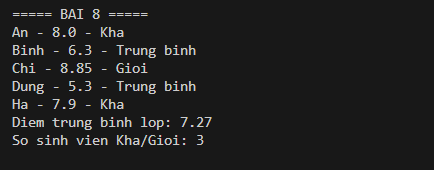 ===== BAI 8 =====
An - 8.0 - Kha
Binh - 6.3 - Trung binh
Chi - 8.85 - Gioi
Dung - 5.3 - Trung binh
Ha - 7.9 - Kha
Diem trung binh lop: 7.27
So sinh vien Kha/Gioi: 3